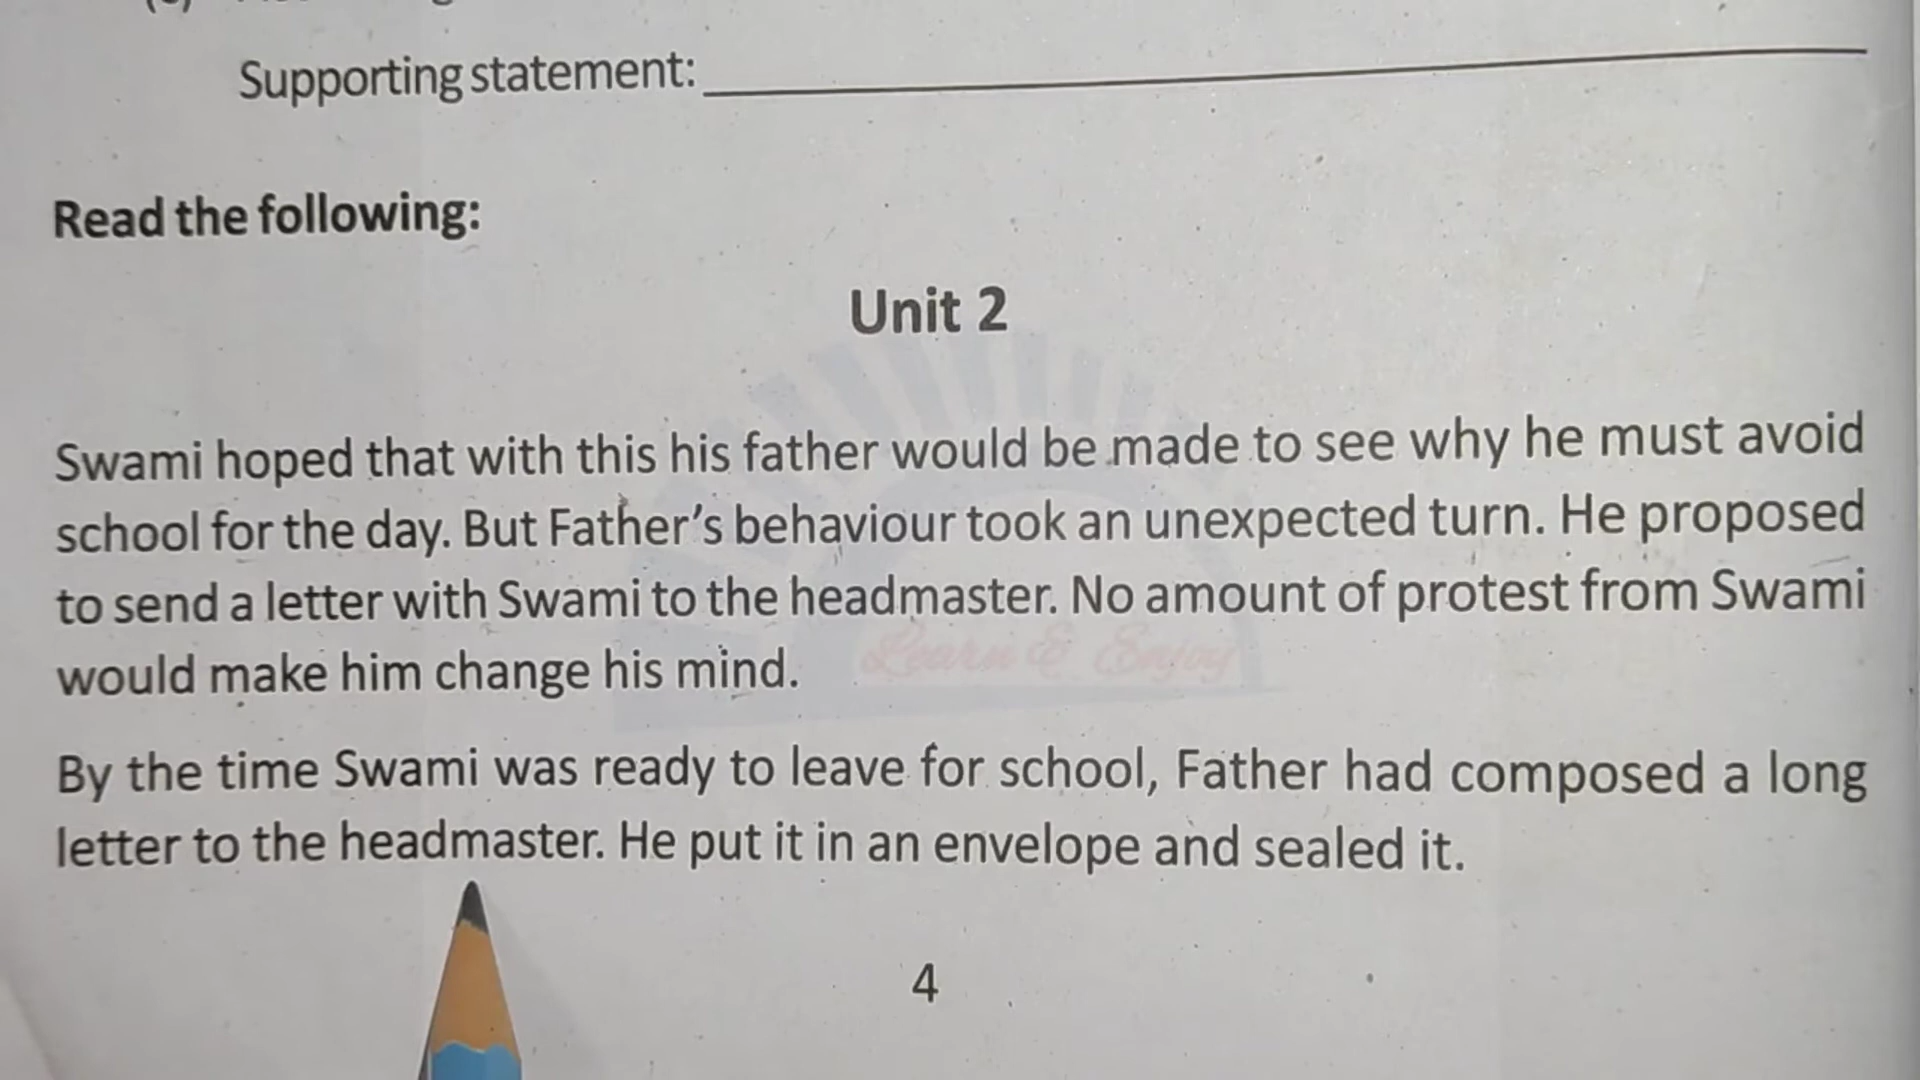 Supporting statement:
Read the following:
Unit 2
Swami hoped that with this his father would be made to see why he must avoid
school for the day. But Father's behaviour took an unexpected turn. He proposed
to send a letter with Swami to the headmaster. No amount of protest from Swami
would make him change his mind.
Learn & Enjoy
By the time Swami was ready to leave for school, Father had composed a long
letter to the headmaster. He put it in an envelope and sealed it.
4